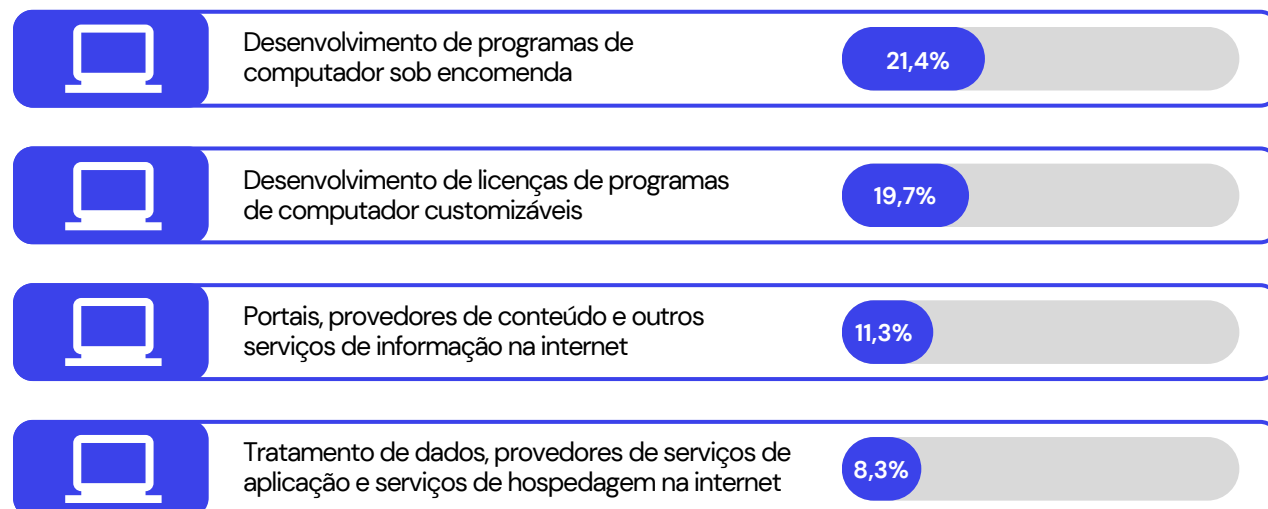 Desenvolvimento de programas de
computador sob encomenda
21,4%
Desenvolvimento de licenças de programas
de computador customizáveis
19,7%
Portais, provedores de conteúdo e outros
serviços de informação na internet
11,3%
Tratamento de dados, provedores de serviços de
aplicação e serviços de hospedagem na internet
8,3%